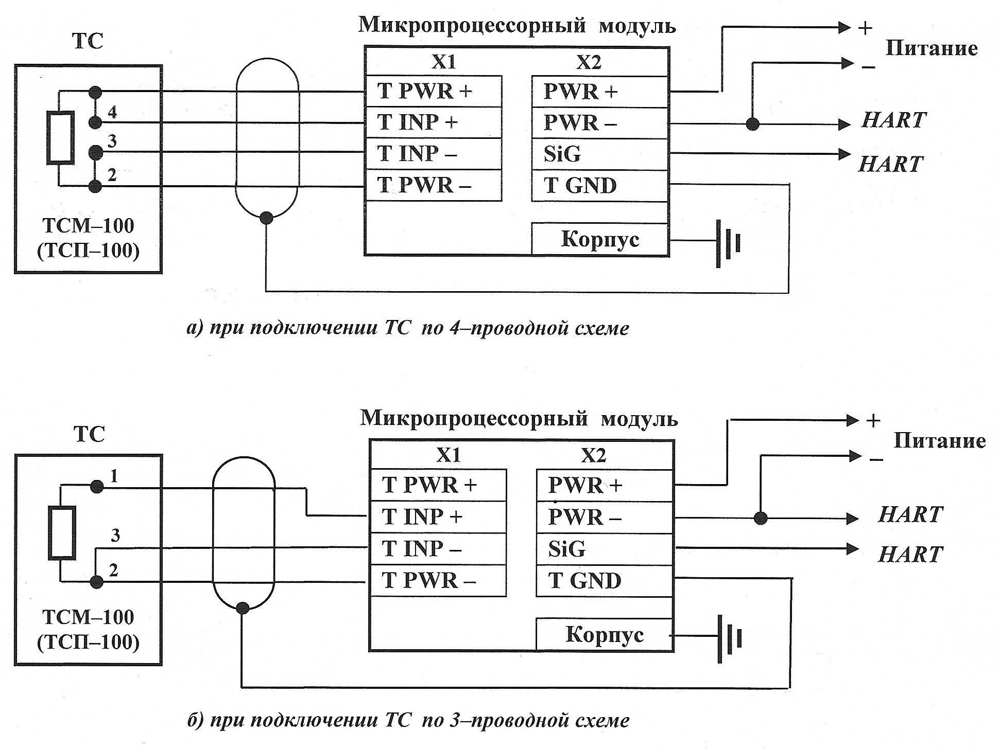 Микропроцессорный модуль
ТС
+
Питание
–
X1
X2
4
3
2
T PWR +
T INP +
T INP –
T PWR –
PWR +
PWR –
SiG
T GND
HART
HART
ТСМ–100
(ТСП–100)
Корпус
а) при подключении ТС по 4–проводной схеме
Микропроцессорный модуль
ТС
+
Питание
–
X1
X2
1
3
2
T PWR +
T INP +
T INP –
T PWR –
PWR +
PWR –
SiG
T GND
HART
HART
ТСМ–100
(ТСП–100)
Корпус
б) при подключении ТС по 3–проводной схеме